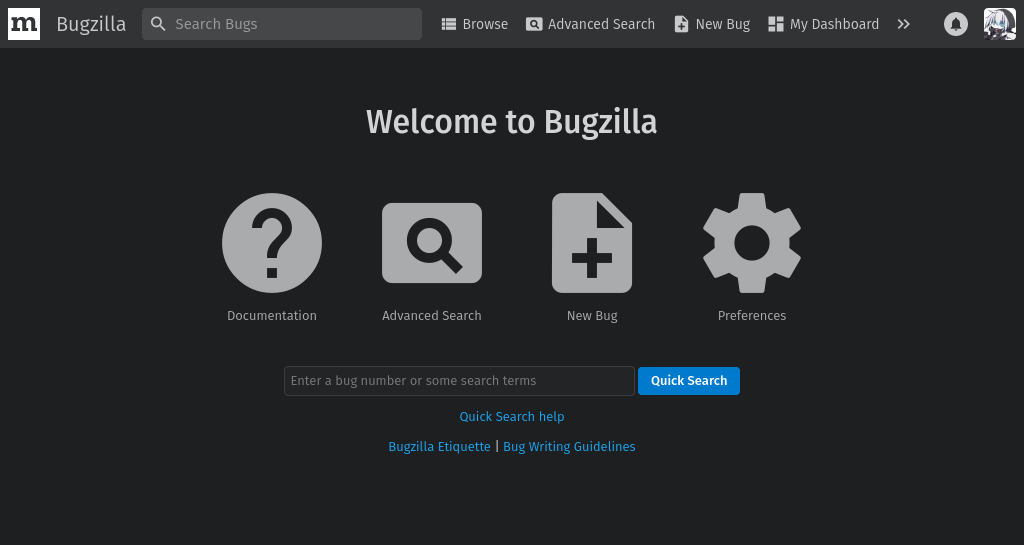 m Bugzilla Search Bugs Browse Advanced Search New Bug My Dashboard
Welcome to Bugzilla
Documentation Advanced Search New Bug Preferences
Enter a bug number or some search terms Quick Search
Quick Search help
Bugzilla Etiquette | Bug Writing Guidelines